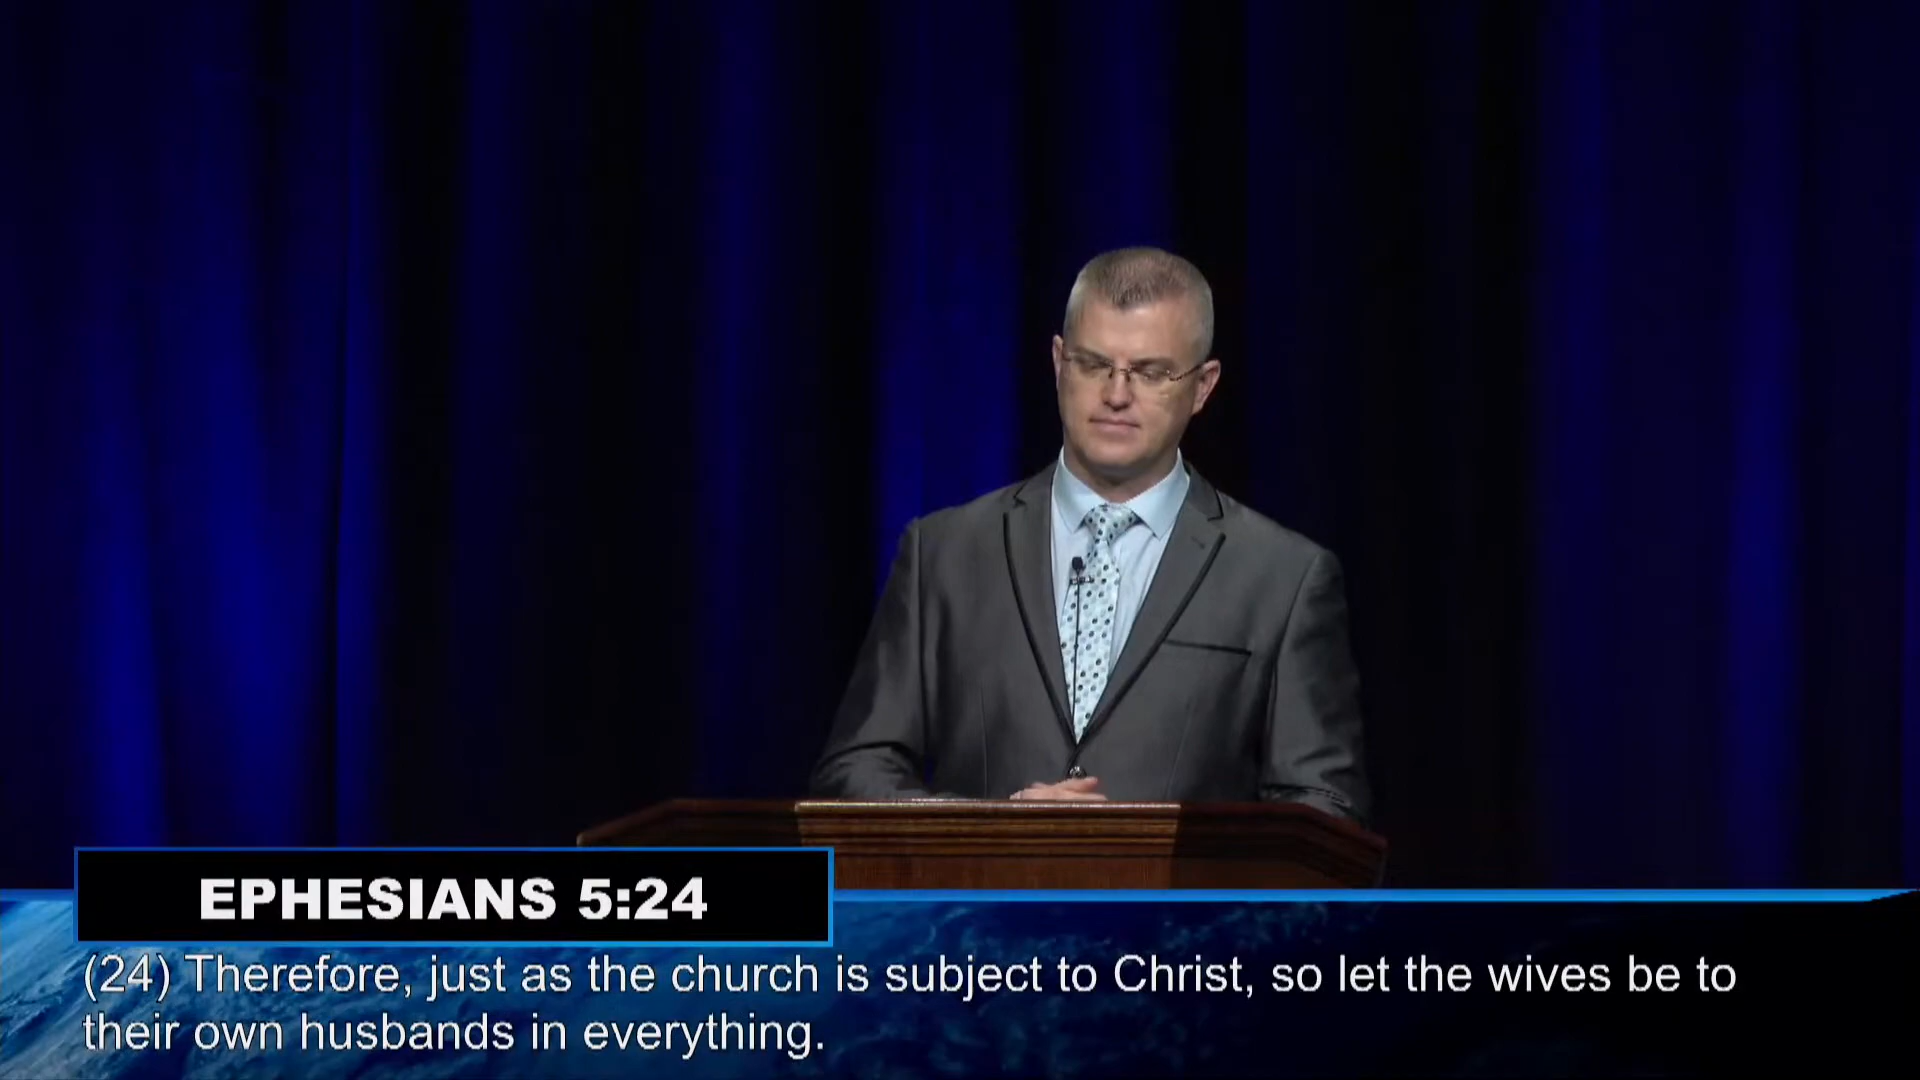 EPHESIANS 5:24
(24) Therefore, just as the church is subject to Christ, so let the wives be to
their own husbands in everything.